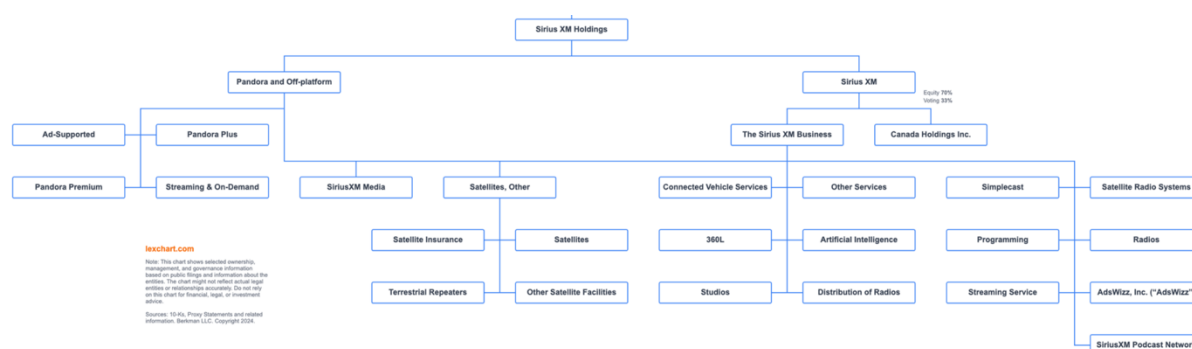 Sirius XM Holdings
Pandora and Off-platform
Sirius XM
Equity 70%
Voting 33%
Ad-Supported
Pandora Plus
The Sirius XM Business
Canada Holdings Inc.
Pandora Premium
Streaming & On-Demand
SiriusXM Media
Satellites, Other
Connected Vehicle Services
Other Services
Simplecast
Satellite Radio Systems
Satellite Insurance
Satellites
360L
Artificial Intelligence
Programming
Radios
Terrestrial Repeaters
Other Satellite Facilities
Studios
Distribution of Radios
Streaming Service
AdsWizz, Inc. ("AdsWizz"
SiriusXM Podcast Networ
lexchart.com
Note: This chart shows selected ownership,
management, and governance information
based on public filings and information about the
entities. The chart might not reflect actual legal
entities or relationships accurately. Do not rely
on this chart for financial, legal, or investment
advice.
Sources: 10-Ks, Proxy Statements and related
information. Berkman LLC. Copyright 2024.